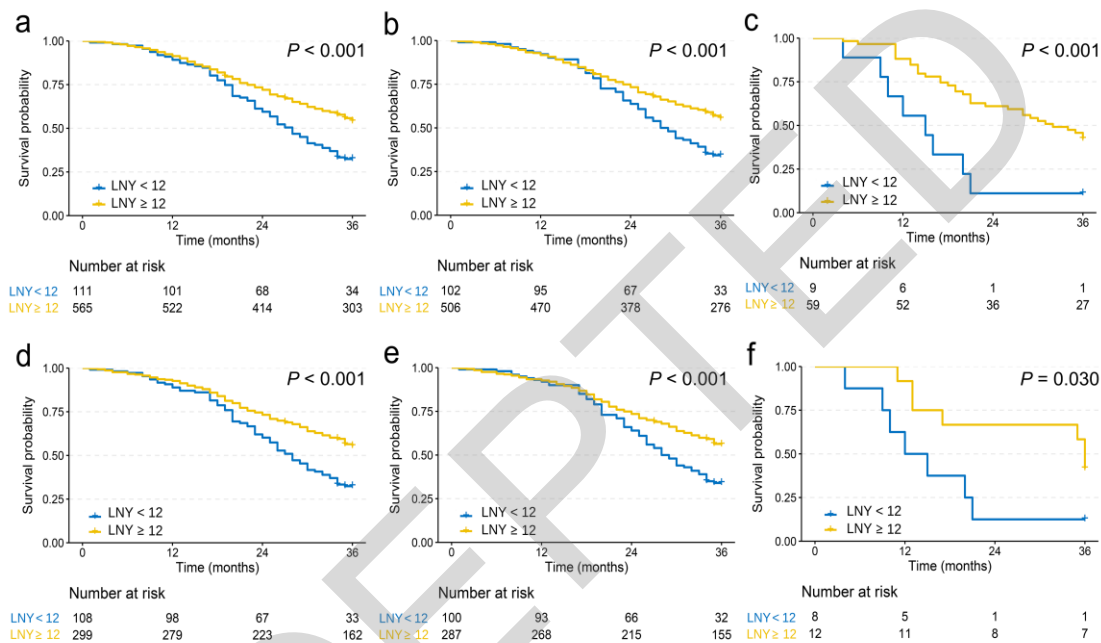 a
P < 0.001
Survival probability
1.00
0.75
0.50
0.25
0.00
LNY < 12
LNY ≥ 12
0 12 24 36
Time (months)
Number at risk
LNY < 12 111 101 68 34
LNY ≥ 12 565 522 414 303
b
P < 0.001
Survival probability
1.00
0.75
0.50
0.25
0.00
LNY < 12
LNY ≥ 12
0 12 24 36
Time (months)
Number at risk
LNY < 12 102 95 67 33
LNY ≥ 12 506 470 378 276
c
P < 0.001
Survival probability
1.00
0.75
0.50
0.25
0.00
LNY < 12
LNY ≥ 12
0 12 24 36
Time (months)
Number at risk
LNY < 12 9 6 1 1
LNY ≥ 12 59 52 36 27
d
P < 0.001
Survival probability
1.00
0.75
0.50
0.25
0.00
LNY < 12
LNY ≥ 12
0 12 24 36
Time (months)
Number at risk
LNY < 12 108 98 67 33
LNY ≥ 12 299 279 223 162
e
P < 0.001
Survival probability
1.00
0.75
0.50
0.25
0.00
LNY < 12
LNY ≥ 12
0 12 24 36
Time (months)
Number at risk
LNY < 12 100 93 66 32
LNY ≥ 12 287 268 215 155
f
P = 0.030
Survival probability
1.00
0.75
0.50
0.25
0.00
LNY < 12
LNY ≥ 12
0 12 24 36
Time (months)
Number at risk
LNY < 12 8 5 1 1
LNY ≥ 12 12 11 8 7
EPTED